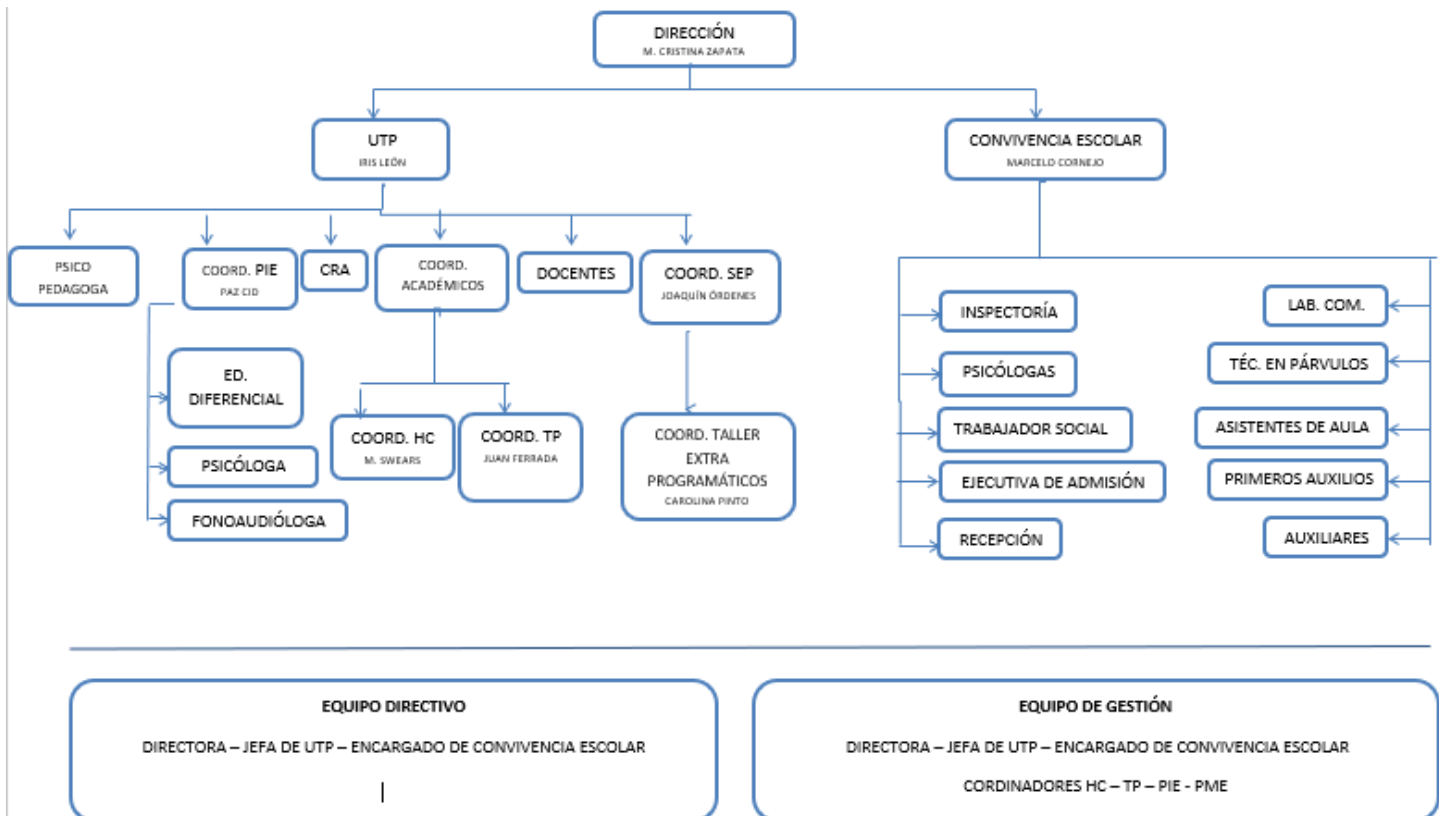 DIRECCIÓN
M. CRISTINA ZAPATA
UTP
IRIS LEÓN
CONVIVENCIA ESCOLAR
MARCELO CORNEJO
PSICO
PEDAGOGA
COORD. PIE
PAZ CID
CRA
COORD.
ACADÉMICOS
DOCENTES
COORD. SEP
JOAQUÍN ÓRDENES
ED.
DIFERENCIAL
PSICÓLOGA
FONOAUDIÓLOGA
COORD. HC
M. SWEARS
COORD. TP
JUAN FERRADA
COORD. TALLER
EXTRA
PROGRAMÁTICOS
CAROLINA PINTO
INSPECTORÍA
PSICÓLOGAS
TRABAJADOR SOCIAL
EJECUTIVA DE ADMISIÓN
RECEPCIÓN
LAB. COM.
TÉC. EN PÁRVULOS
ASISTENTES DE AULA
PRIMEROS AUXILIOS
AUXILIARES
EQUIPO DIRECTIVO
DIRECTORA – JEFA DE UTP – ENCARGADO DE CONVIVENCIA ESCOLAR
EQUIPO DE GESTIÓN
DIRECTORA – JEFA DE UTP – ENCARGADO DE CONVIVENCIA ESCOLAR
CORDINADORES HC – TP – PIE - PME